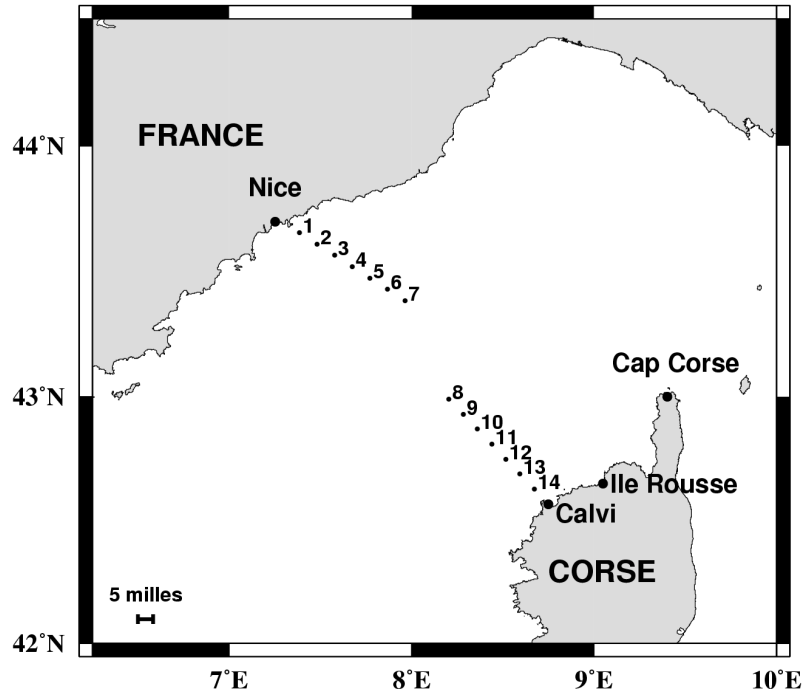 44°N
FRANCE
Nice
1
2
3
4
5
6
7
43°N
Cap Corse
8
9
10
11
12
13
14
Ile Rousse
Calvi
CORSE
5 milles
42°N
7°E
8°E
9°E
10°E